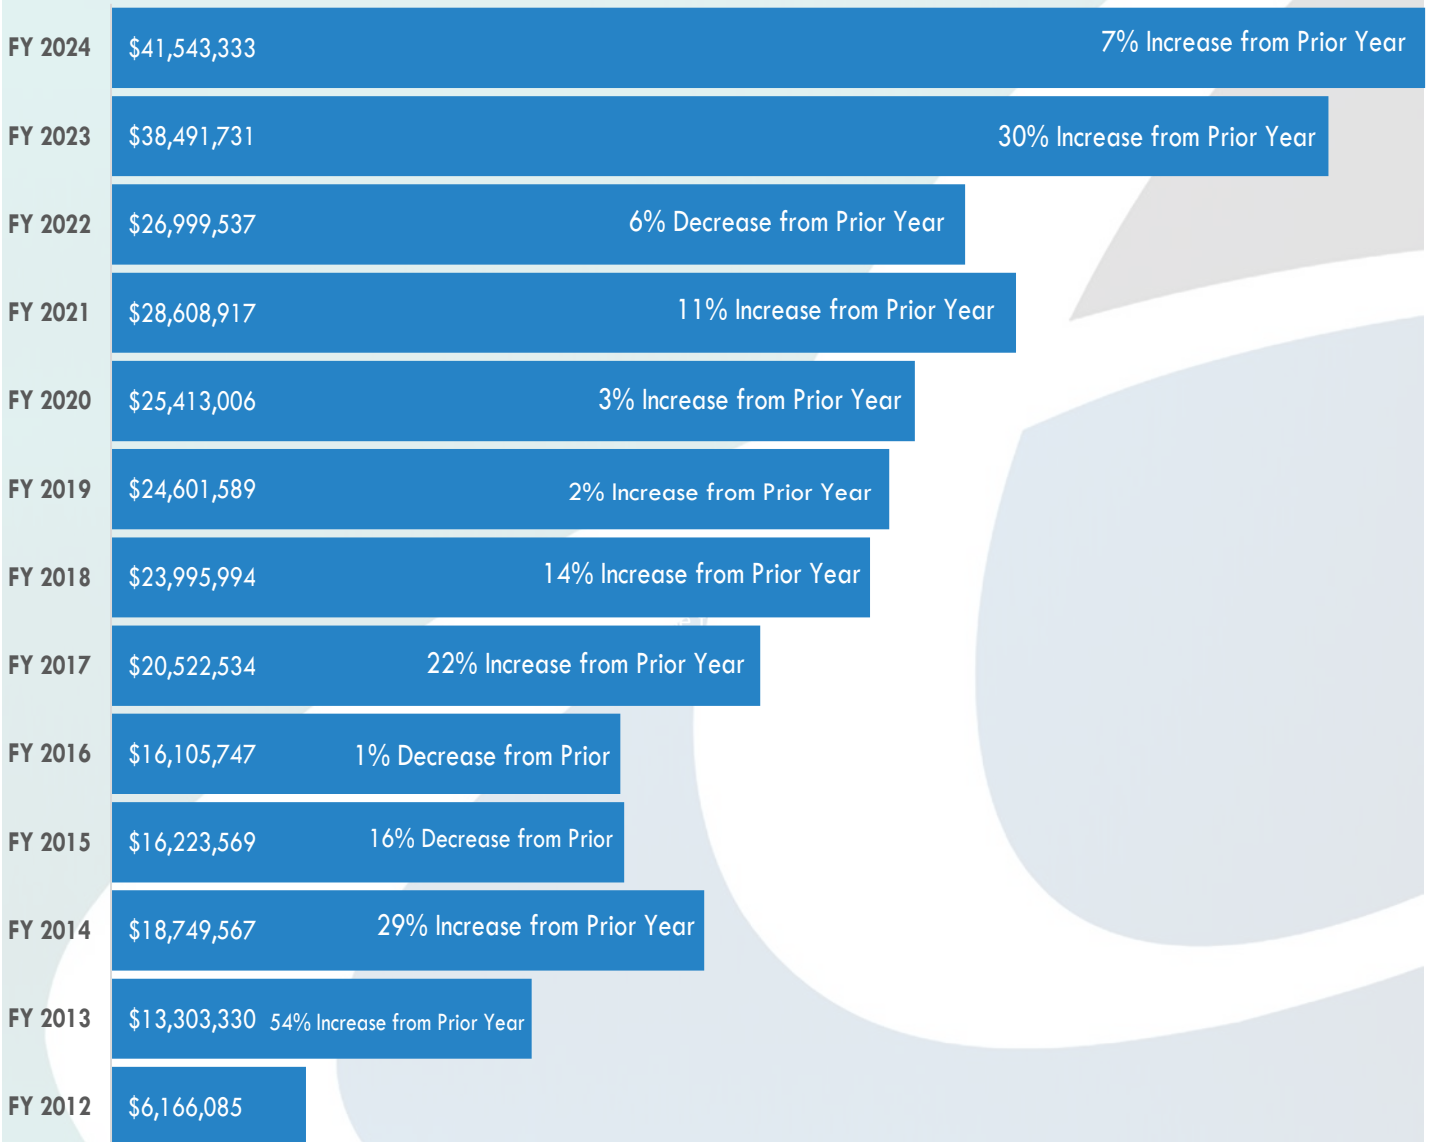 FY 2024 $41,543,333 7% Increase from Prior Year
FY 2023 $38,491,731 30% Increase from Prior Year
FY 2022 $26,999,537 6% Decrease from Prior Year
FY 2021 $28,608,917 11% Increase from Prior Year
FY 2020 $25,413,006 3% Increase from Prior Year
FY 2019 $24,601,589 2% Increase from Prior Year
FY 2018 $23,995,994 14% Increase from Prior Year
FY 2017 $20,522,534 22% Increase from Prior Year
FY 2016 $16,105,747 1% Decrease from Prior
FY 2015 $16,223,569 16% Decrease from Prior
FY 2014 $18,749,567 29% Increase from Prior Year
FY 2013 $13,303,330 54% Increase from Prior Year
FY 2012 $6,166,085